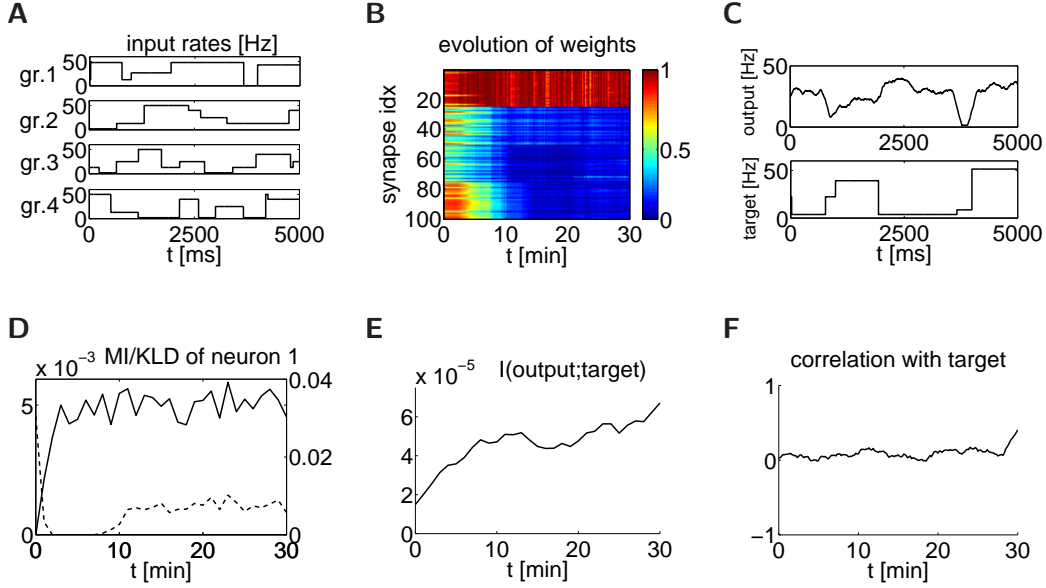 A
input rates [Hz]
gr.1
50
0
gr.2
50
0
gr.3
50
0
gr.4
50
0
0
2500
5000
t [ms]
B
evolution of weights
synapse idx
20
40
60
80
100
0
10
20
30
t [min]
1
0.5
0
C
output [Hz]
50
0
0
2500
5000
target [Hz]
50
0
0
2500
5000
t [ms]
D
x 10−3 MI/KLD of neuron 1
5
0
0.04
0.02
0
0
10
20
30
t [min]
E
x 10−5 I(output;target)
6
4
2
0
0
10
20
30
t [min]
F
correlation with target
1
0
−1
0
10
20
30
t [min]